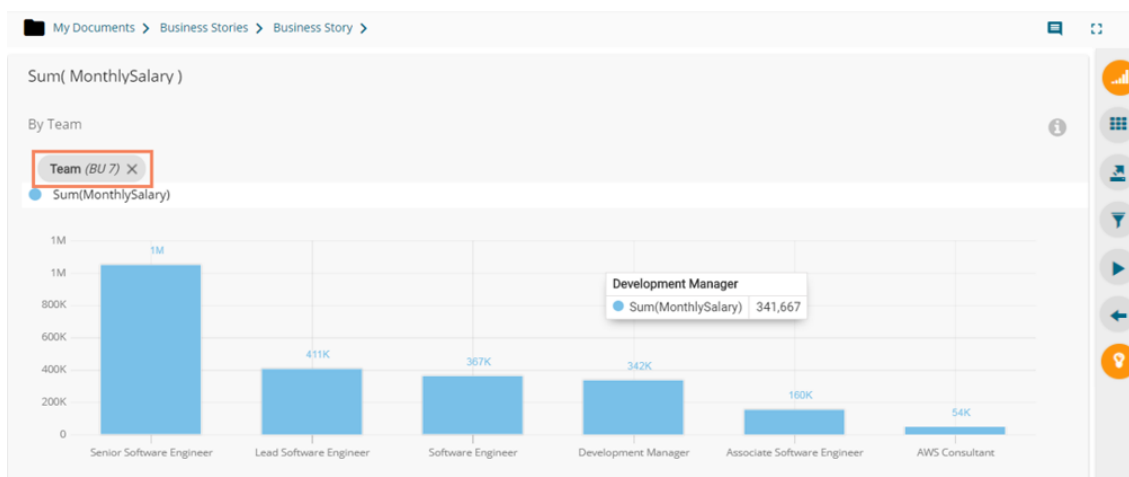 My Documents > Business Stories > Business Story >
Sum( MonthlySalary )
By Team
Team (BU 7) ×
Sum(MonthlySalary)
1M
1M
800K
600K
400K
200K
0
1M
411K
367K
342K
160K
54K
Development Manager
Sum(MonthlySalary) 341,667
Senior Software Engineer
Lead Software Engineer
Software Engineer
Development Manager
Associate Software Engineer
AWS Consultant